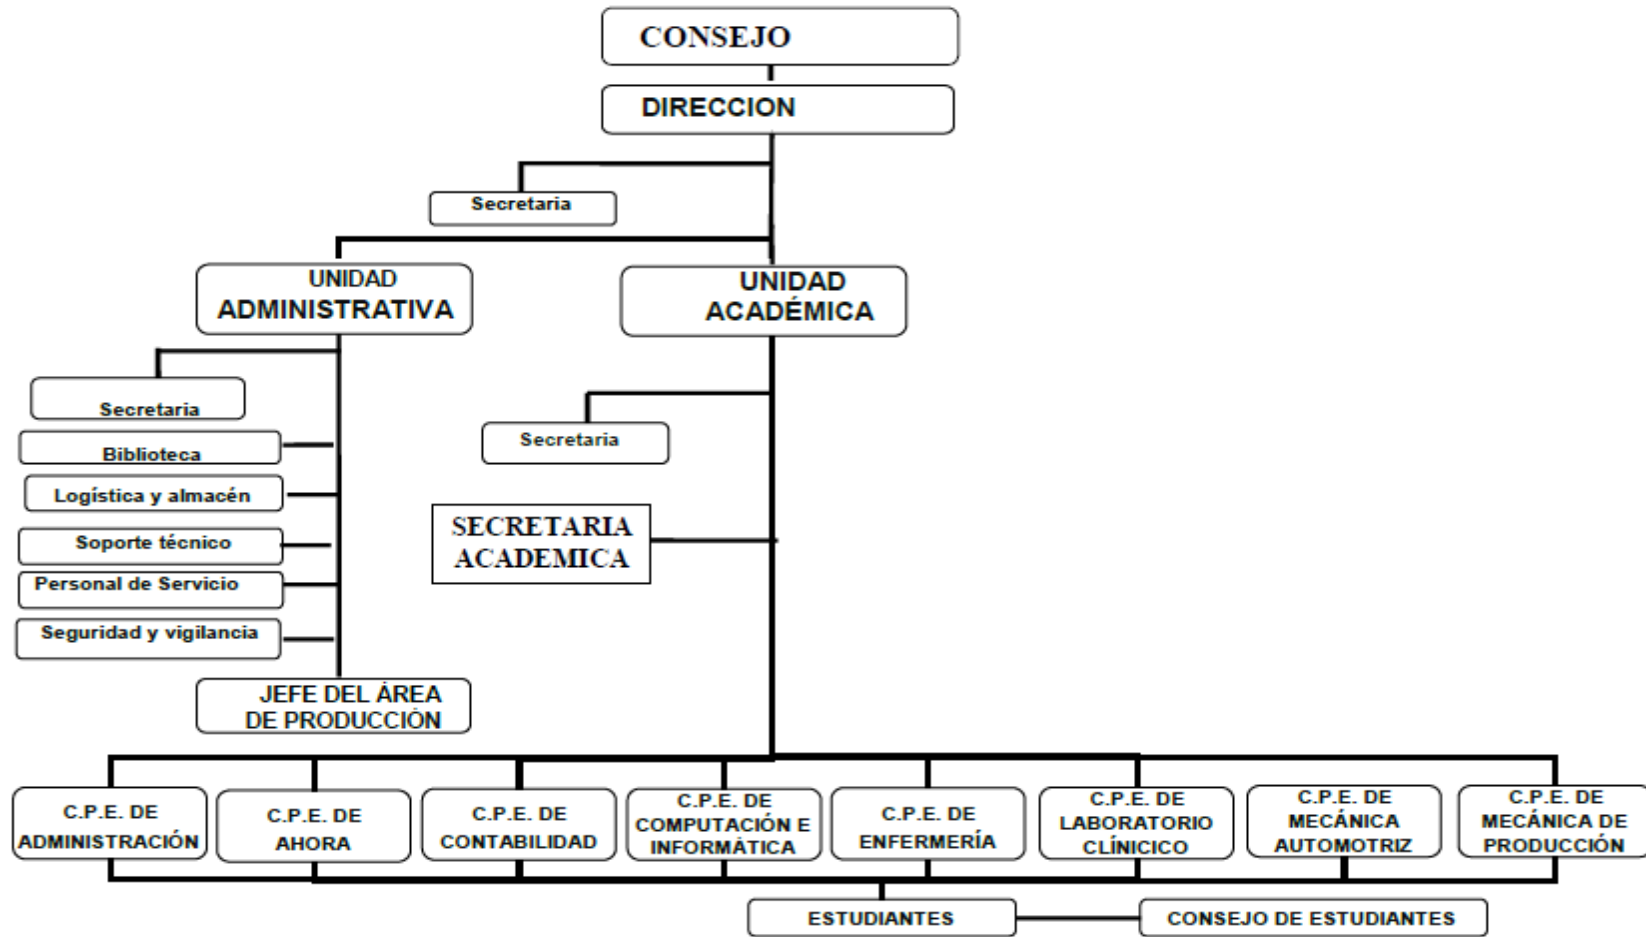 CONSEJO
DIRECCION
Secretaria
UNIDAD
ADMINISTRATIVA
UNIDAD
ACADÉMICA
Secretaria
Biblioteca
Logística y almacén
Soporte técnico
Personal de Servicio
Seguridad y vigilancia
JEFE DEL ÁREA
DE PRODUCCIÓN
Secretaria
SECRETARIA
ACADEMICA
C.P.E. DE
ADMINISTRACIÓN
C.P.E. DE
AHORA
C.P.E. DE
CONTABILIDAD
C.P.E. DE
COMPUTACIÓN E
INFORMÁTICA
C.P.E. DE
ENFERMERÍA
C.P.E. DE
LABORATORIO
CLÍNICICO
C.P.E. DE
MECÁNICA
AUTOMOTRIZ
C.P.E. DE
MECÁNICA DE
PRODUCCIÓN
ESTUDIANTES
CONSEJO DE ESTUDIANTES